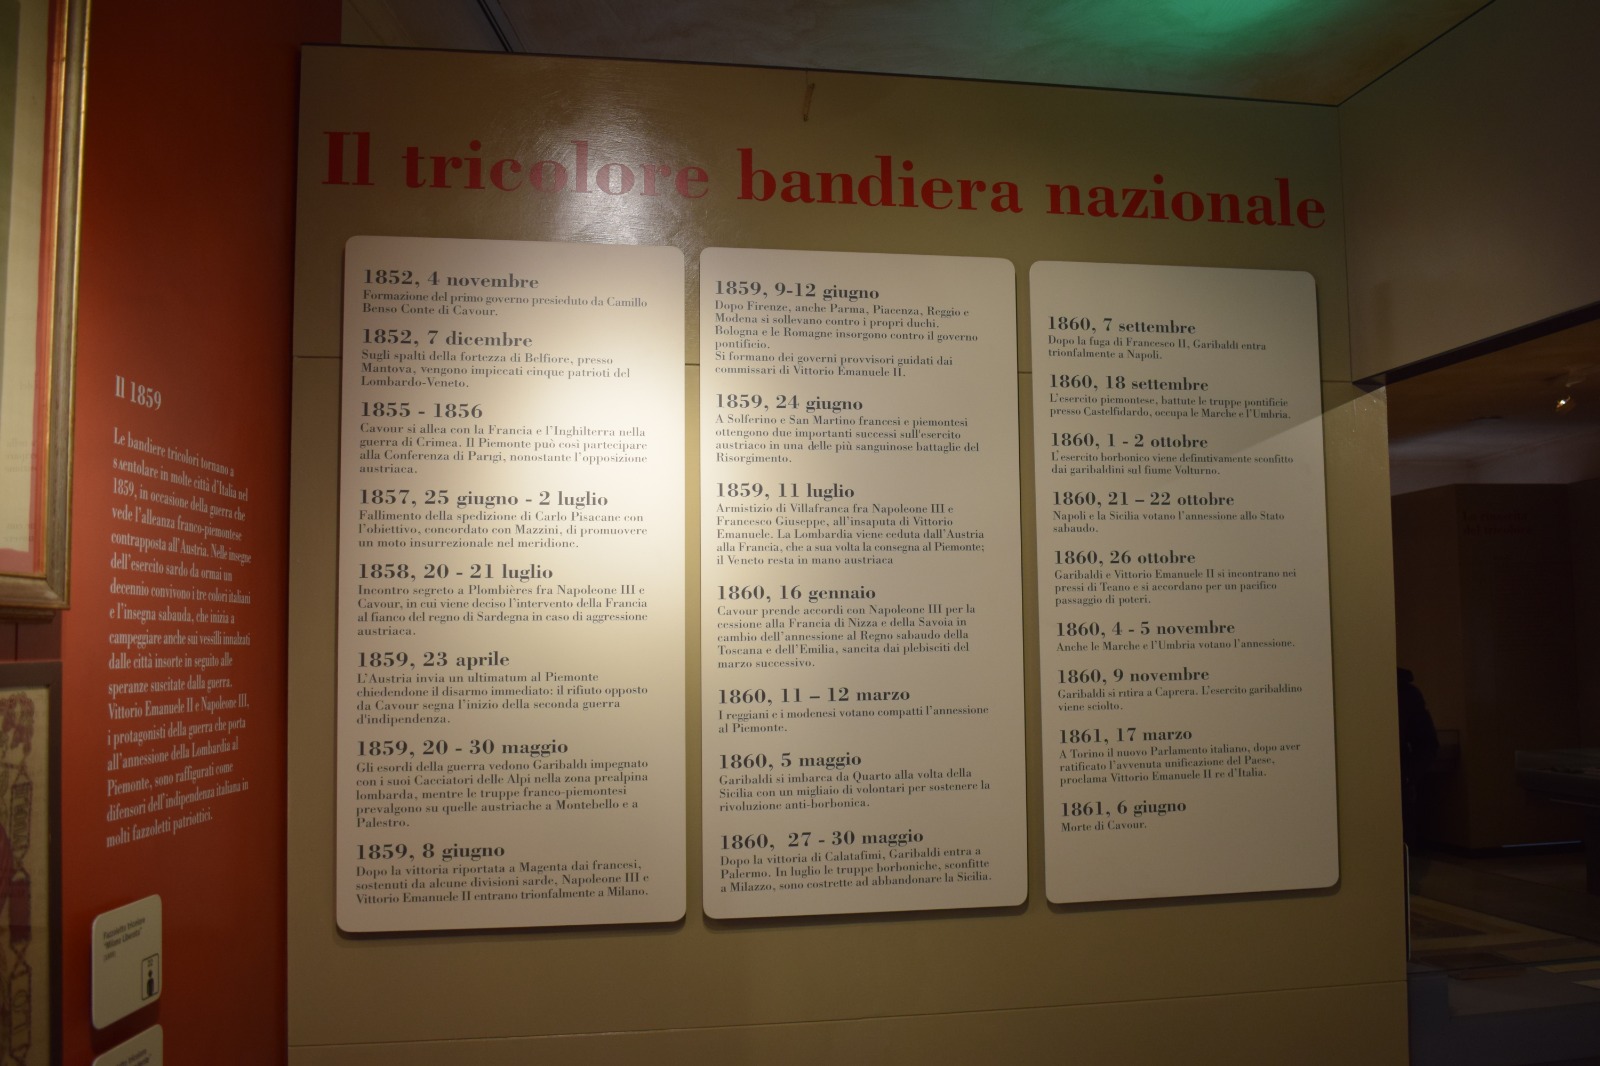 Il tricolore bandiera nazionale
Il 1859
Le bandiere tricolori tornano a
sventolare in molte città d'Italia nel
1859, in occasione della guerra che
vede l'alleanza franco-piemontese
contrapposta all'Austria. Nelle insegne
dell'esercito sardo da ormai un
decennio convivono i tre colori italiani
e l'insegna sabauda, che inizia a
campeggiare anche sui vessilli innalzati
dalle città insorte in seguito alle
speranze suscitate dalla guerra.
Vittorio Emanuele II e Napoleone III,
i protagonisti della guerra che porta
all'annessione della Lombardia al
Piemonte, sono raffigurati come
difensori dell'indipendenza italiana in
molti fazzoletti patriottici.
Fazzoletto tricolore
"Milano Liberata"
1852, 4 novembre
Formazione del primo governo presieduto da Camillo
Benso Conte di Cavour.
1852, 7 dicembre
Sugli spalti della fortezza di Belfiore, presso
Mantova, vengono impiccati cinque patrioti del
Lombardo-Veneto.
1855 - 1856
Cavour si allea con la Francia e l'Inghilterra nella
guerra di Crimea. Il Piemonte può così partecipare
alla Conferenza di Parigi, nonostante l'opposizione
austriaca.
1857, 25 giugno - 2 luglio
Fallimento della spedizione di Carlo Pisacane con
l'obiettivo, concordato con Mazzini, di promuovere
un moto insurrezionale nel meridione.
1858, 20 - 21 luglio
Incontro segreto a Plombières fra Napoleone III e
Cavour, in cui viene deciso l'intervento della Francia
al fianco del regno di Sardegna in caso di aggressione
austriaca.
1859, 23 aprile
L'Austria invia un ultimatum al Piemonte
chiedendone il disarmo immediato: il rifiuto opposto
da Cavour segna l'inizio della seconda guerra
d'indipendenza.
1859, 20 - 30 maggio
Gli esordi della guerra vedono Garibaldi impegnato
con i suoi Cacciatori delle Alpi nella zona prealpina
lombarda, mentre le truppe franco-piemontesi
prevalgono su quelle austriache a Montebello e a
Palestro.
1859, 8 giugno
Dopo la vittoria riportata a Magenta dai francesi,
sostenuti da alcune divisioni sarde, Napoleone III e
Vittorio Emanuele II entrano trionfalmente a Milano.
1859, 9-12 giugno
Dopo Firenze, anche Parma, Piacenza, Reggio e
Modena si sollevano contro i propri duchi.
Bologna e le Romagne insorgono contro il governo
pontificio.
Si formano dei governi provvisori guidati dai
commissari di Vittorio Emanuele II.
1859, 24 giugno
A Solferino e San Martino francesi e piemontesi
ottengono due importanti successi sull'esercito
austriaco in una delle più sanguinose battaglie del
Risorgimento.
1859, 11 luglio
Armistizio di Villafranca fra Napoleone III e
Francesco Giuseppe, all'insaputa di Vittorio
Emanuele. La Lombardia viene ceduta dall'Austria
alla Francia, che a sua volta la consegna al Piemonte;
il Veneto resta in mano austriaca
1860, 16 gennaio
Cavour prende accordi con Napoleone III per la
cessione alla Francia di Nizza e della Savoia in
cambio dell'annessione al Regno sabaudo della
Toscana e dell'Emilia, sancita dai plebisciti del
marzo successivo.
1860, 11 – 12 marzo
I reggiani e i modenesi votano compatti l'annessione
al Piemonte.
1860, 5 maggio
Garibaldi si imbarca da Quarto alla volta della
Sicilia con un migliaio di volontari per sostenere la
rivoluzione anti-borbonica.
1860, 27 - 30 maggio
Dopo la vittoria di Calatafimi, Garibaldi entra a
Palermo. In luglio le truppe borboniche, sconfitte
a Milazzo, sono costrette ad abbandonare la Sicilia.
1860, 7 settembre
Dopo la fuga di Francesco II, Garibaldi entra
trionfalmente a Napoli.
1860, 18 settembre
L'esercito piemontese, battute le truppe pontificie
presso Castelfidardo, occupa le Marche e l'Umbria.
1860, 1 - 2 ottobre
L'esercito borbonico viene definitivamente sconfitto
dai garibaldini sul fiume Volturno.
1860, 21 – 22 ottobre
Napoli e la Sicilia votano l'annessione allo Stato
sabaudo.
1860, 26 ottobre
Garibaldi e Vittorio Emanuele II si incontrano nei
pressi di Teano e si accordano per un pacifico
passaggio di poteri.
1860, 4 - 5 novembre
Anche le Marche e l'Umbria votano l'annessione.
1860, 9 novembre
Garibaldi si ritira a Caprera. L'esercito garibaldino
viene sciolto.
1861, 17 marzo
A Torino il nuovo Parlamento italiano, dopo aver
ratificato l'avvenuta unificazione del Paese,
proclama Vittorio Emanuele II re d'Italia.
1861, 6 giugno
Morte di Cavour.